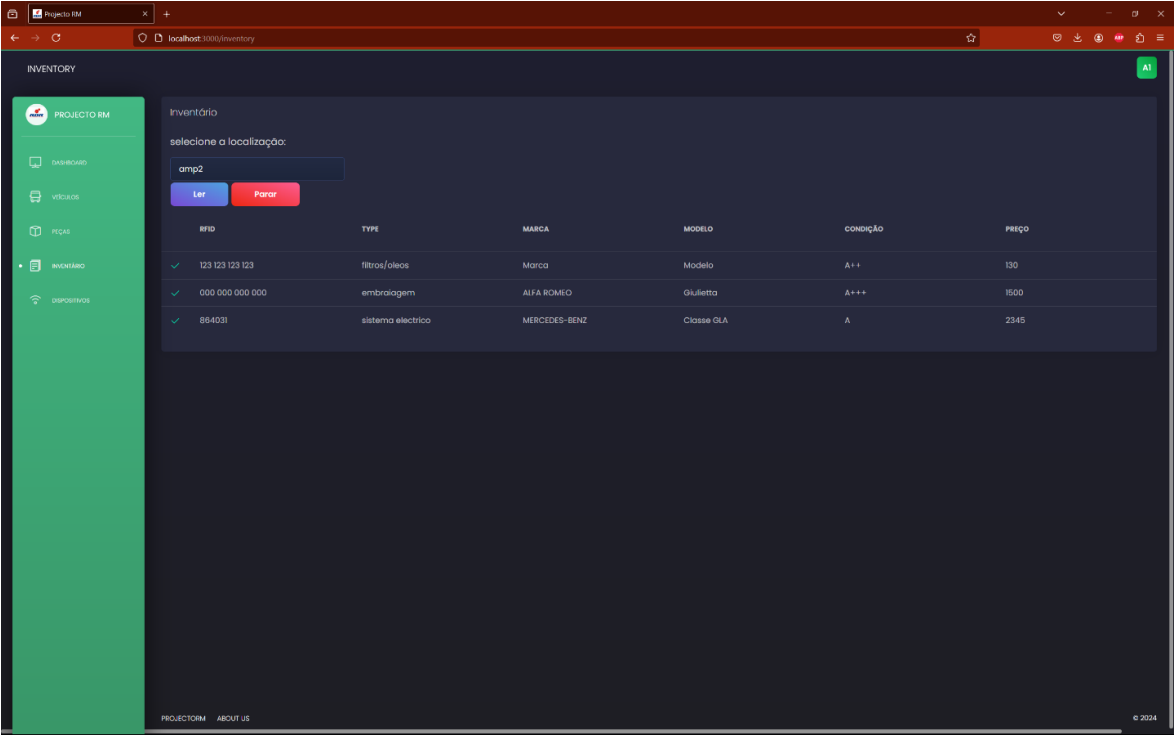 Projecto RM
localhost:3000/inventory
ABP
INVENTORY
A1
PROJECTO RM
DASHBOARD
VEÍCULOS
PEÇAS
INVENTÁRIO
DISPOSITIVOS
Inventário
selecione a localização:
amp2
Ler Parar
RFID TYPE MARCA MODELO CONDIÇÃO PREÇO
123 123 123 123 filtros/oleos Marca Modelo A++ 130
000 000 000 000 embraiagem ALFA ROMEO Giulietta A+++ 1500
864031 sistema electrico MERCEDES-BENZ Classe GLA A 2345
PROJECTORM ABOUT US © 2024